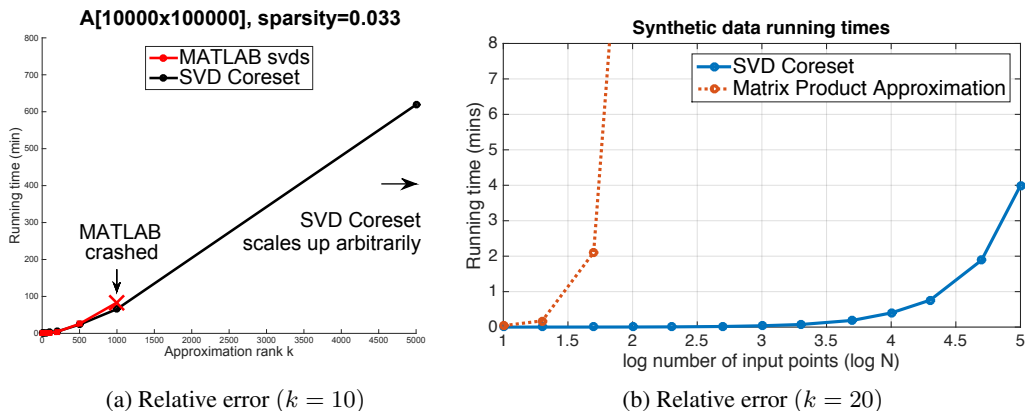 A[10000x100000], sparsity=0.033
MATLAB svds
SVD Coreset
800
700
600
500
400
300
200
100
0
Running time (min)
MATLAB
crashed
SVD Coreset
scales up arbitrarily
0 500 1000 1500 2000 2500 3000 3500 4000 4500 5000
Approximation rank k
(a) Relative error (k = 10)
Synthetic data running times
SVD Coreset
Matrix Product Approximation
8
7
6
5
4
3
2
1
0
Running time (mins)
1 1.5 2 2.5 3 3.5 4 4.5 5
log number of input points (log N)
(b) Relative error (k = 20)